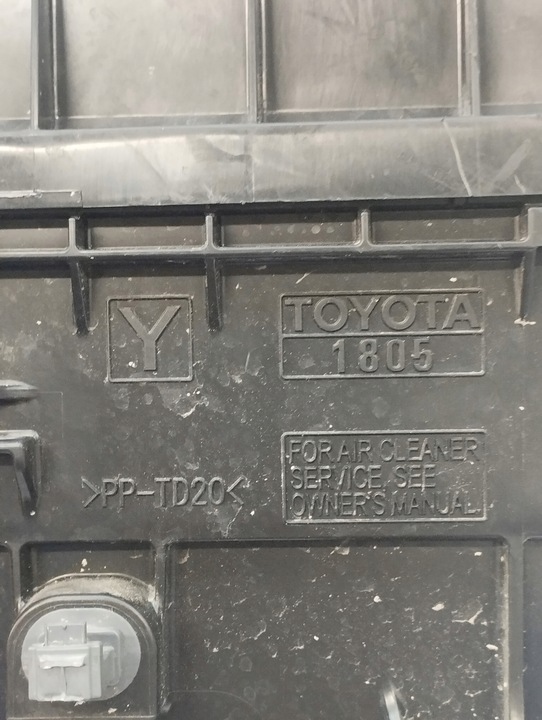 Y
TOYOTA
1805
>PP-TD20<
FOR AIR CLEANER
SERVICE, SEE
OWNER'S MANUAL